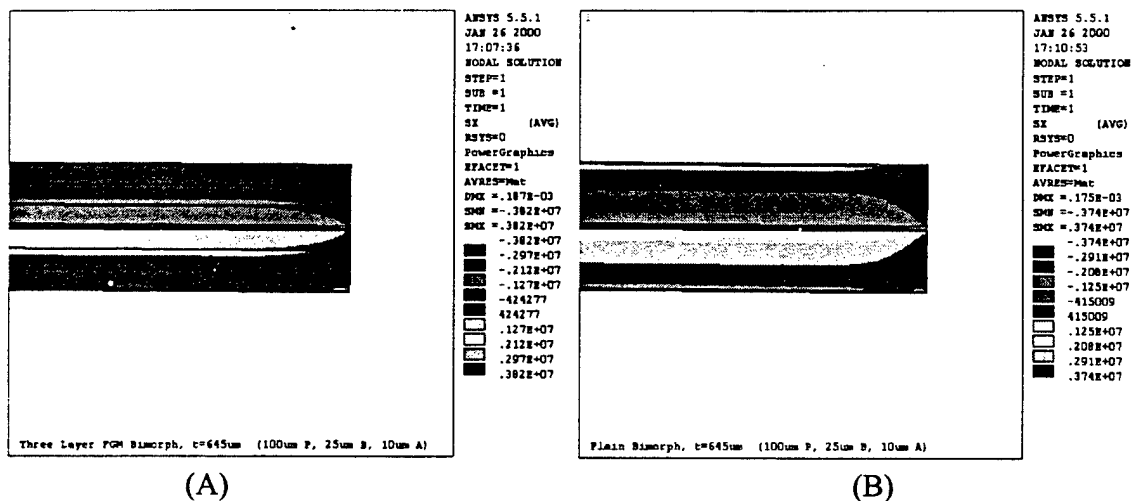 ANSYS 5.5.1
JAN 26 2000
17:07:36
NODAL SOLUTION
STEP=1
SUB =1
TIME=1
SX (AVG)
RSYS=0
PowerGraphics
EFACET=1
AVRES=Mat
DMX =.187E-03
SMN =-.382E+07
SMX =.382E+07
-.382E+07
-.297E+07
-.212E+07
-.127E+07
-424277
424277
.127E+07
.212E+07
.297E+07
.382E+07
Three Layer FGM Bimorph, t=645um (100um P, 25um B, 10um A)
(A)
1
ANSYS 5.5.1
JAN 26 2000
17:10:53
NODAL SOLUTION
STEP=1
SUB =1
TIME=1
SX (AVG)
RSYS=0
PowerGraphics
EFACET=1
AVRES=Mat
DMX =.175E-03
SMN =-.374E+07
SMX =.374E+07
-.374E+07
-.291E+07
-.208E+07
-.125E+07
-415009
415009
.125E+07
.208E+07
.291E+07
.374E+07
Plain Bimorph, t=645um (100um P, 25um B, 10um A)
(B)